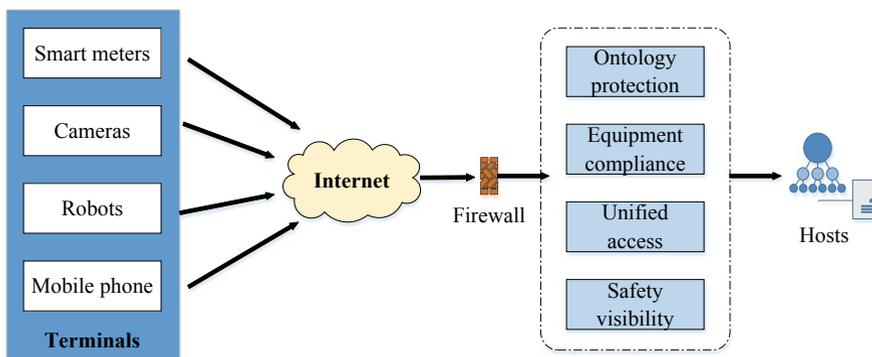 Smart meters
Cameras
Robots
Mobile phone
Terminals
Internet
Firewall
Ontology
protection
Equipment
compliance
Unified
access
Safety
visibility
Hosts